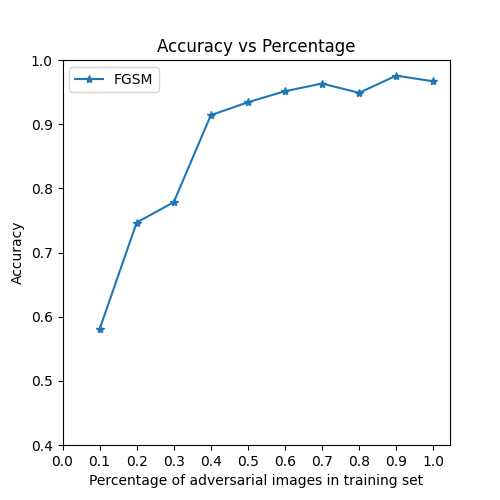 Accuracy vs Percentage
FGSM
1.0
0.9
0.8
0.7
0.6
0.5
0.4
Accuracy
0.0 0.1 0.2 0.3 0.4 0.5 0.6 0.7 0.8 0.9 1.0
Percentage of adversarial images in training set